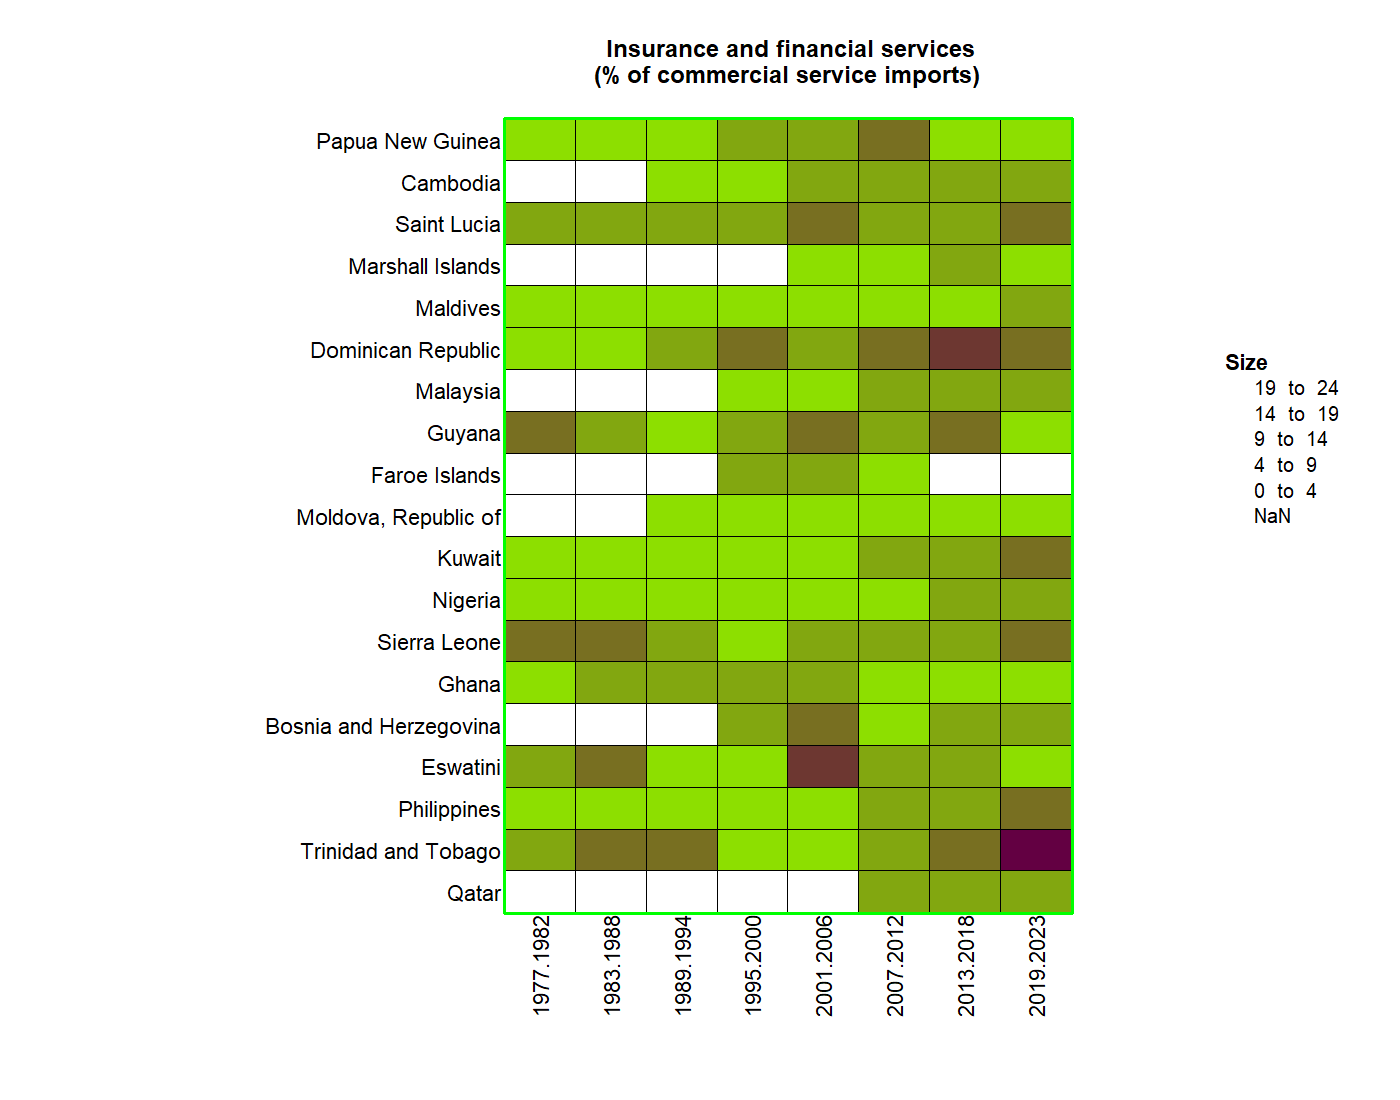 Insurance and financial services
(% of commercial service imports)
Papua New Guinea
Cambodia
Saint Lucia
Marshall Islands
Maldives
Dominican Republic
Malaysia
Guyana
Faroe Islands
Moldova, Republic of
Kuwait
Nigeria
Sierra Leone
Ghana
Bosnia and Herzegovina
Eswatini
Philippines
Trinidad and Tobago
Qatar
1977.1982
1983.1988
1989.1994
1995.2000
2001.2006
2007.2012
2013.2018
2019.2023
Size
19 to 24
14 to 19
9 to 14
4 to 9
0 to 4
NaN